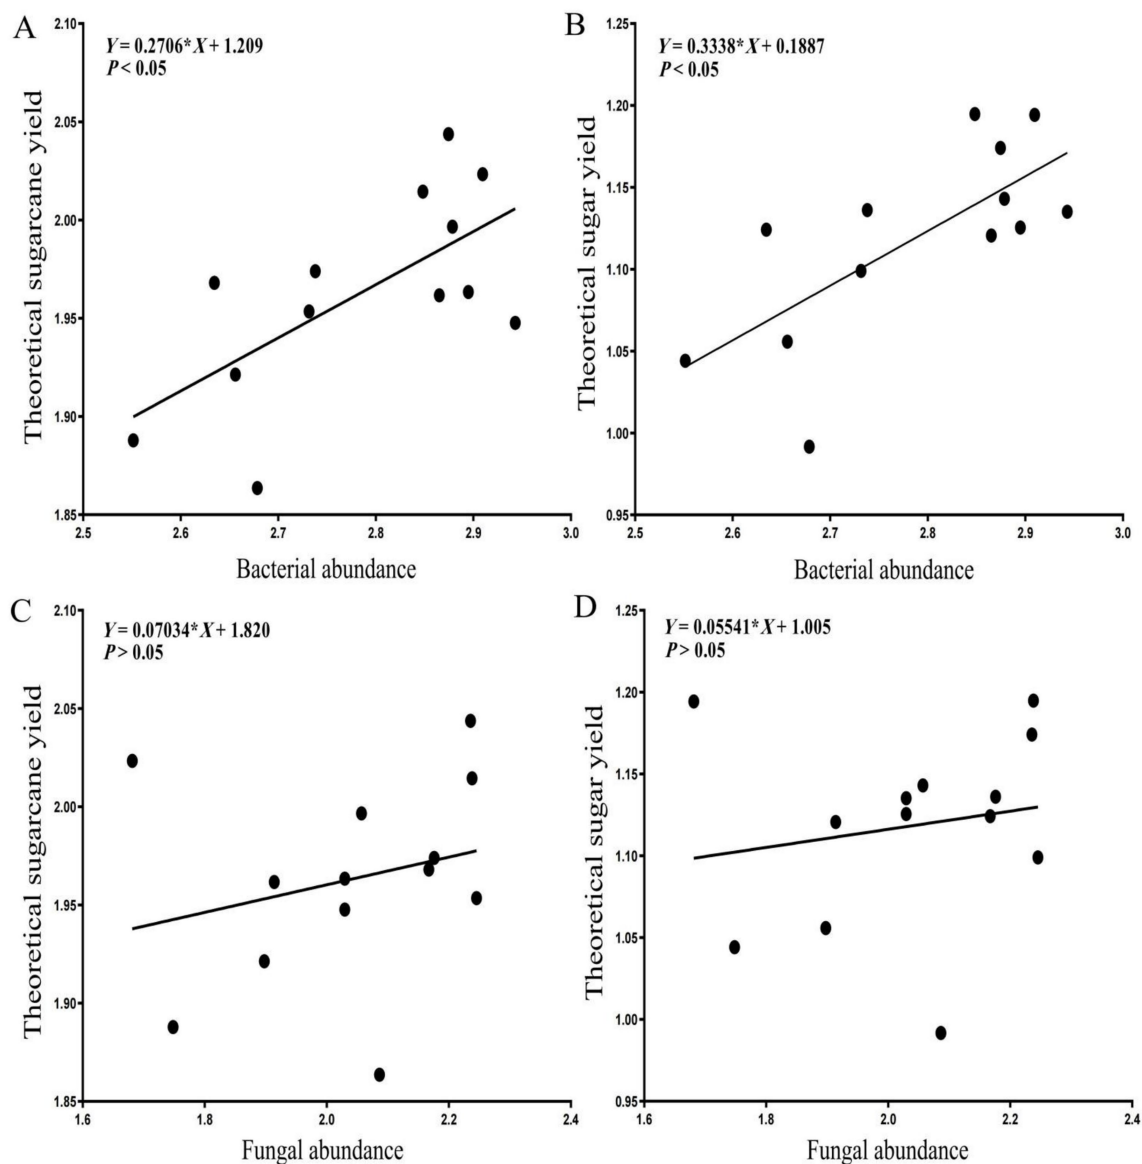 A
Y = 0.2706* X + 1.209
P < 0.05
Theoretical sugarcane yield
2.10
2.05
2.00
1.95
1.90
1.85
2.5 2.6 2.7 2.8 2.9 3.0
Bacterial abundance
B
Y = 0.3338* X + 0.1887
P < 0.05
Theoretical sugar yield
1.25
1.20
1.15
1.10
1.05
1.00
0.95
2.5 2.6 2.7 2.8 2.9 3.0
Bacterial abundance
C
Y = 0.07034* X + 1.820
P > 0.05
Theoretical sugarcane yield
2.10
2.05
2.00
1.95
1.90
1.85
1.6 1.8 2.0 2.2 2.4
Fungal abundance
D
Y = 0.05541* X + 1.005
P > 0.05
Theoretical sugar yield
1.25
1.20
1.15
1.10
1.05
1.00
0.95
1.6 1.8 2.0 2.2 2.4
Fungal abundance